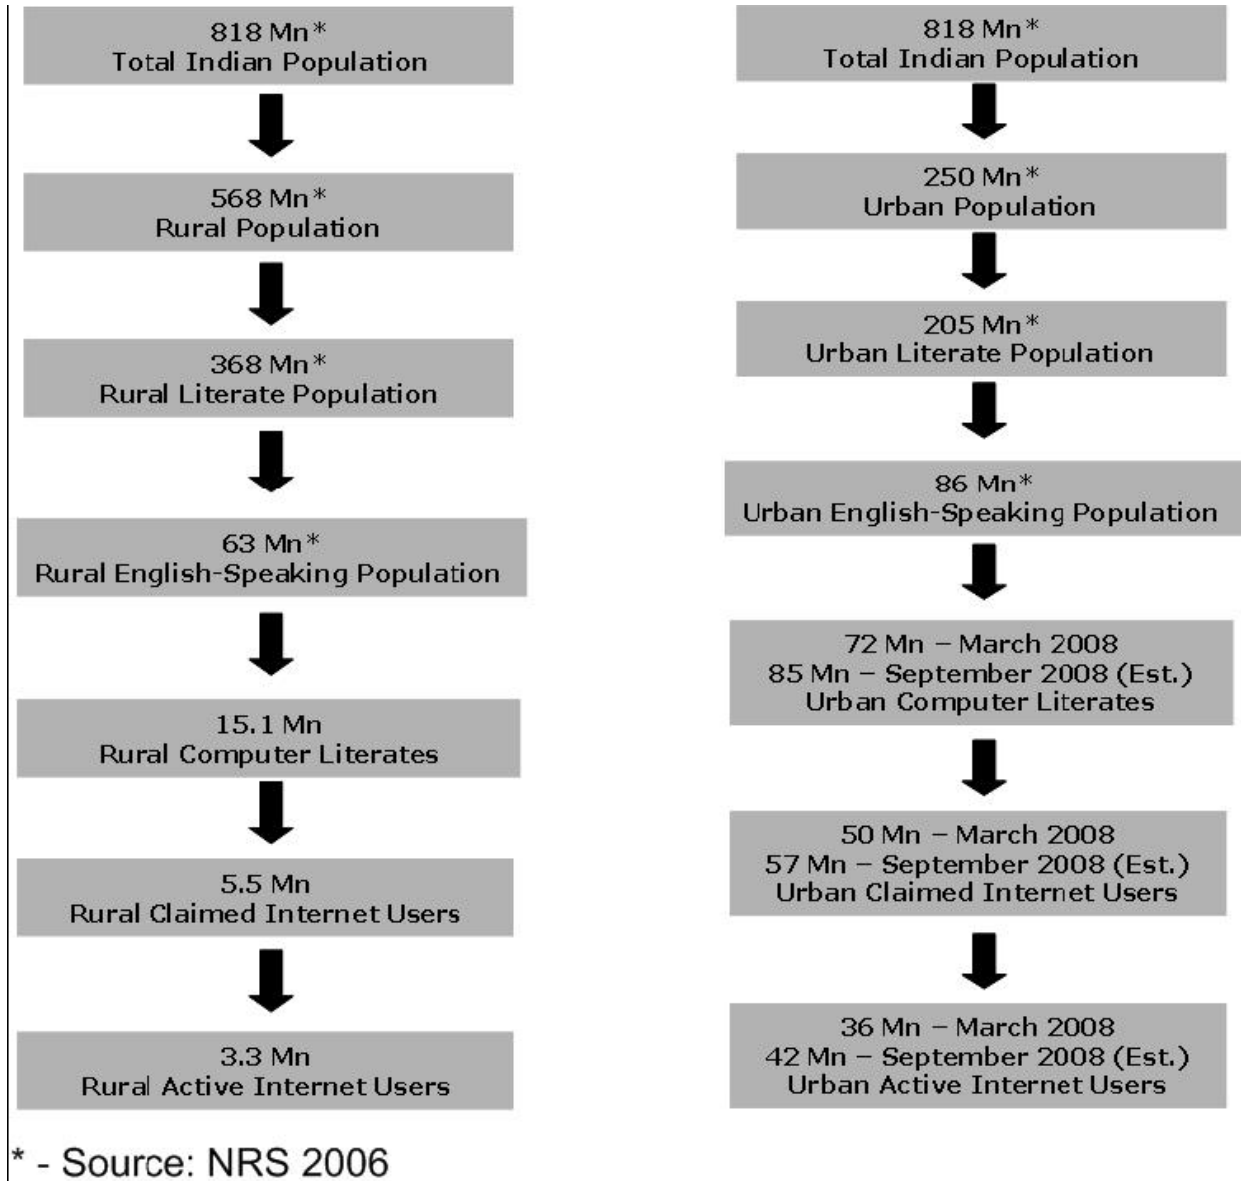 818 Mn*
Total Indian Population
568 Mn*
Rural Population
368 Mn*
Rural Literate Population
63 Mn*
Rural English-Speaking Population
15.1 Mn
Rural Computer Literates
5.5 Mn
Rural Claimed Internet Users
3.3 Mn
Rural Active Internet Users
818 Mn*
Total Indian Population
250 Mn*
Urban Population
205 Mn*
Urban Literate Population
86 Mn*
Urban English-Speaking Population
72 Mn – March 2008
85 Mn – September 2008 (Est.)
Urban Computer Literates
50 Mn – March 2008
57 Mn – September 2008 (Est.)
Urban Claimed Internet Users
36 Mn – March 2008
42 Mn – September 2008 (Est.)
Urban Active Internet Users
* - Source: NRS 2006